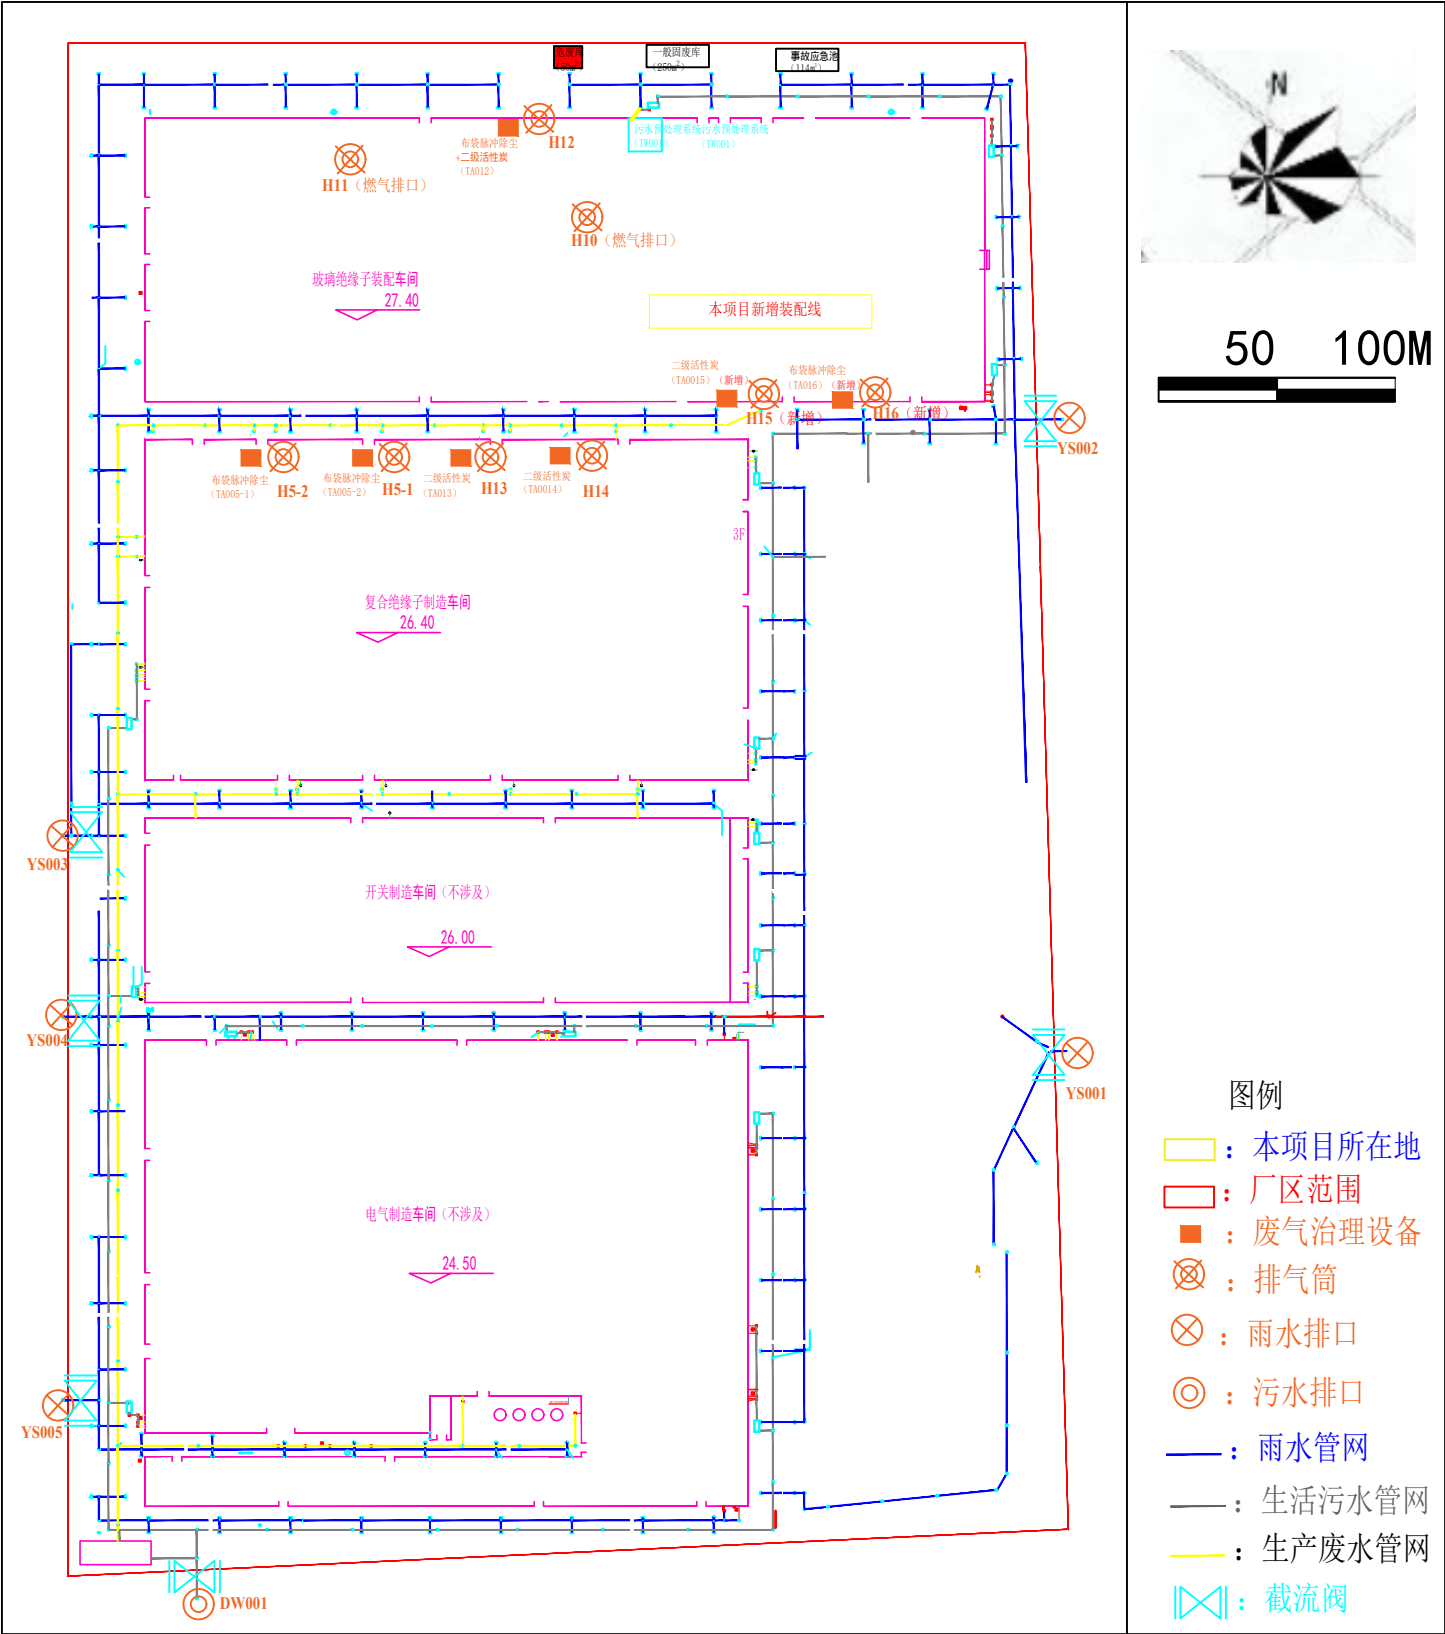 危废库
一般固废库
（250m²）
事故应急池
（114㎡）
N
污水预处理系统
污水预处理系统
（TW001）
（TW001）
布袋脉冲除尘
+二级活性炭
（TA012）
H12
H11（燃气排口）
H10（燃气排口）
玻璃绝缘子装配车间
27.40
本项目新增装配线
50 100M
二级活性炭
（TA0015）（新增）
布袋脉冲除尘
（TA016）（新增）
H15（新增）
H16（新增）
YS002
布袋脉冲除尘
（TA005-1）
H5-2
布袋脉冲除尘
（TA005-2）
H5-1
二级活性炭
（TA013）
H13
二级活性炭
（TA0014）
H14
3F
复合绝缘子制造车间
26.40
YS003
开关制造车间（不涉及）
26.00
YS004
YS001
电气制造车间（不涉及）
24.50
YS005
DW001
图例
：本项目所在地
：厂区范围
：废气治理设备
：排气筒
：雨水排口
：污水排口
：雨水管网
：生活污水管网
：生产废水管网
：截流阀